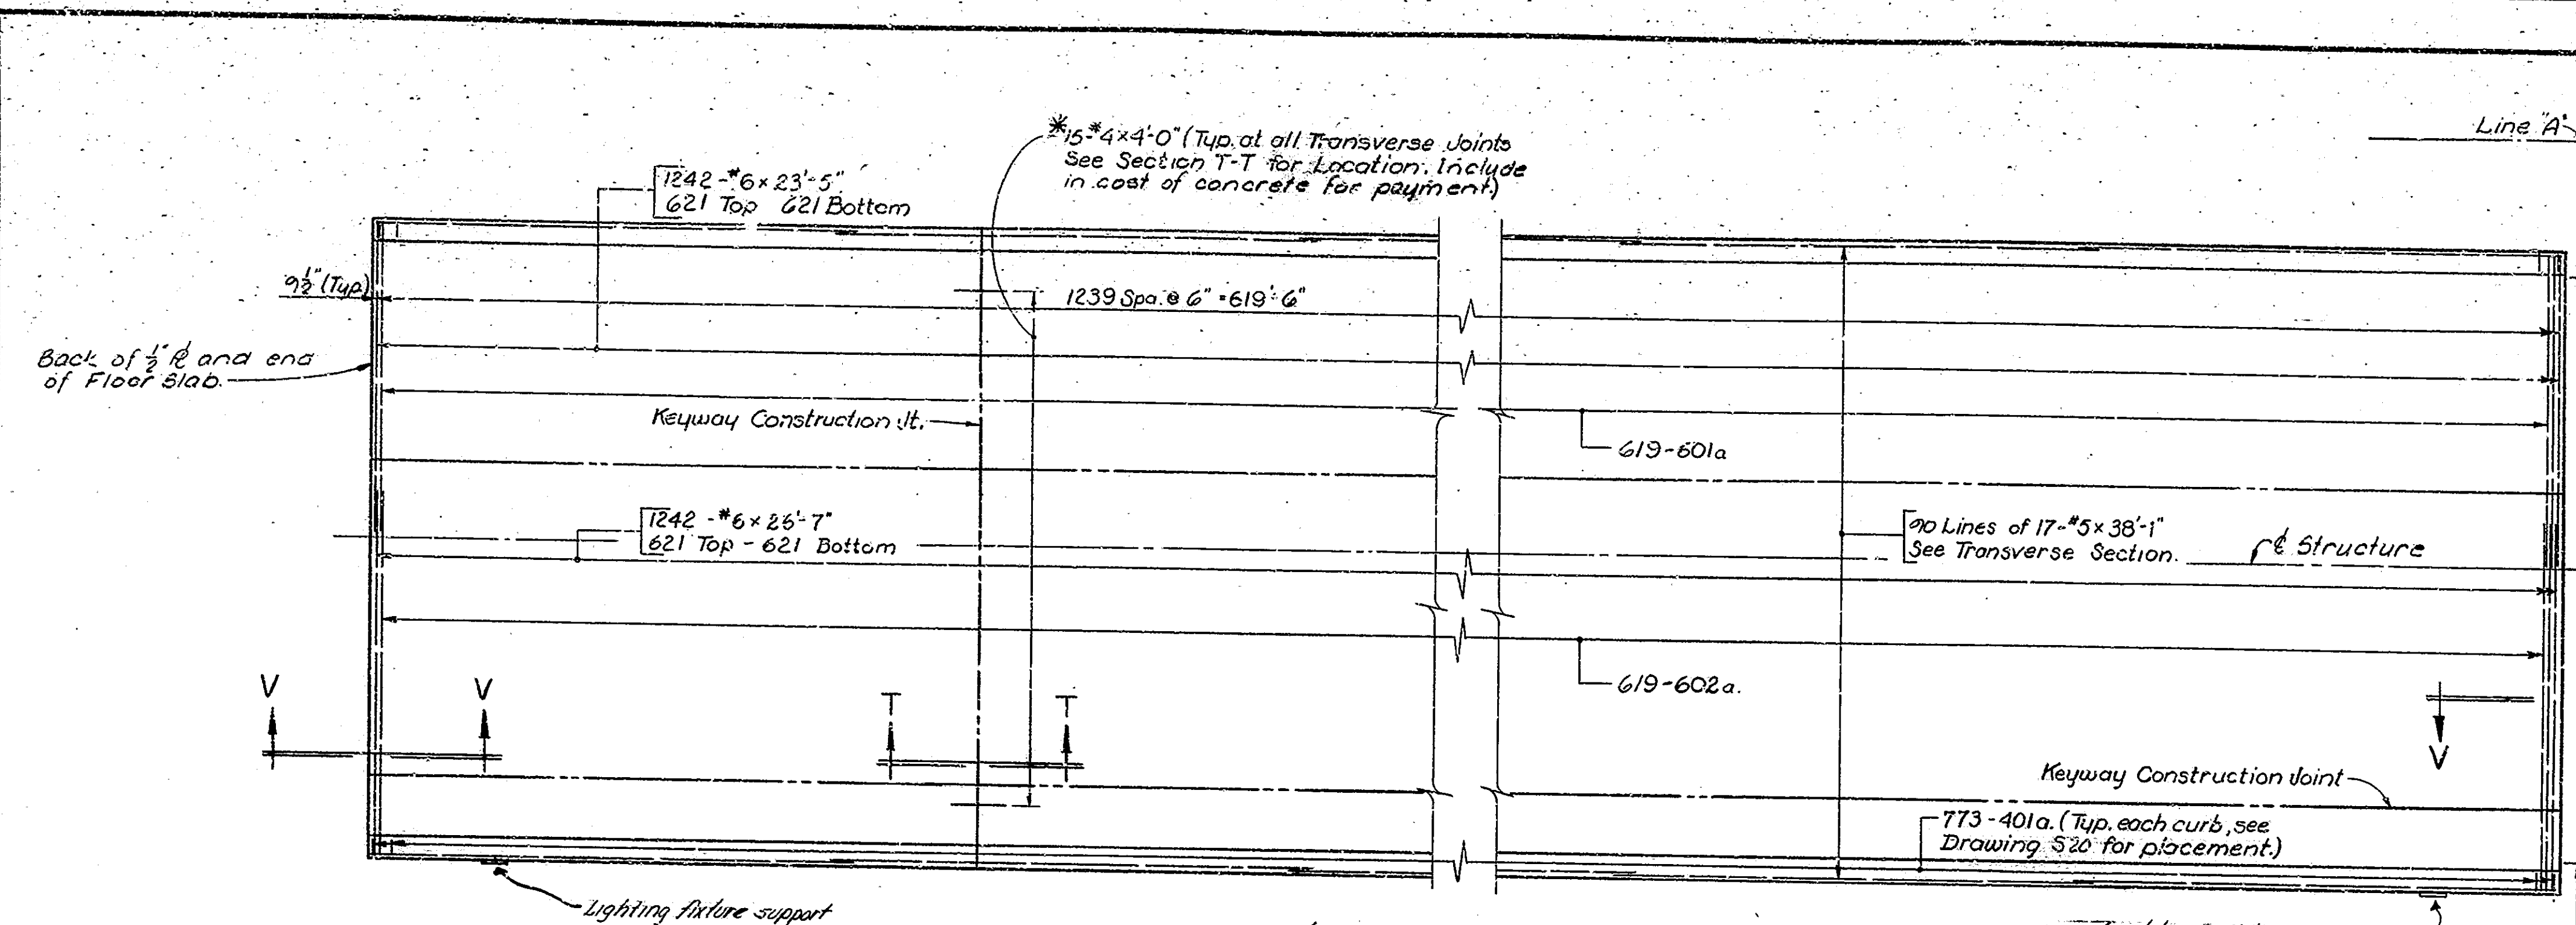 Line "A"
*15-#4x4'-0" (Typ. at all Transverse Joints
See Section T-T for Location. Include
in cost of concrete for payment.)
1242-#6x23'-5"
621 Top 621 Bottom
9½" (Typ.)
1239 Spa. @ 6" = 619'-6"
Back of ½" ℄ and end
of Floor Slab.
Keyway Construction Jt.
619-601a
1242-#6x25'-7"
621 Top - 621 Bottom
90 Lines of 17-#5x38'-1"
See Transverse Section.
℄ Structure
619-602a.
V V T T
V
Keyway Construction Joint
773-401a. (Typ. each curb, see
Drawing S20 for placement.)
Lighting fixture support